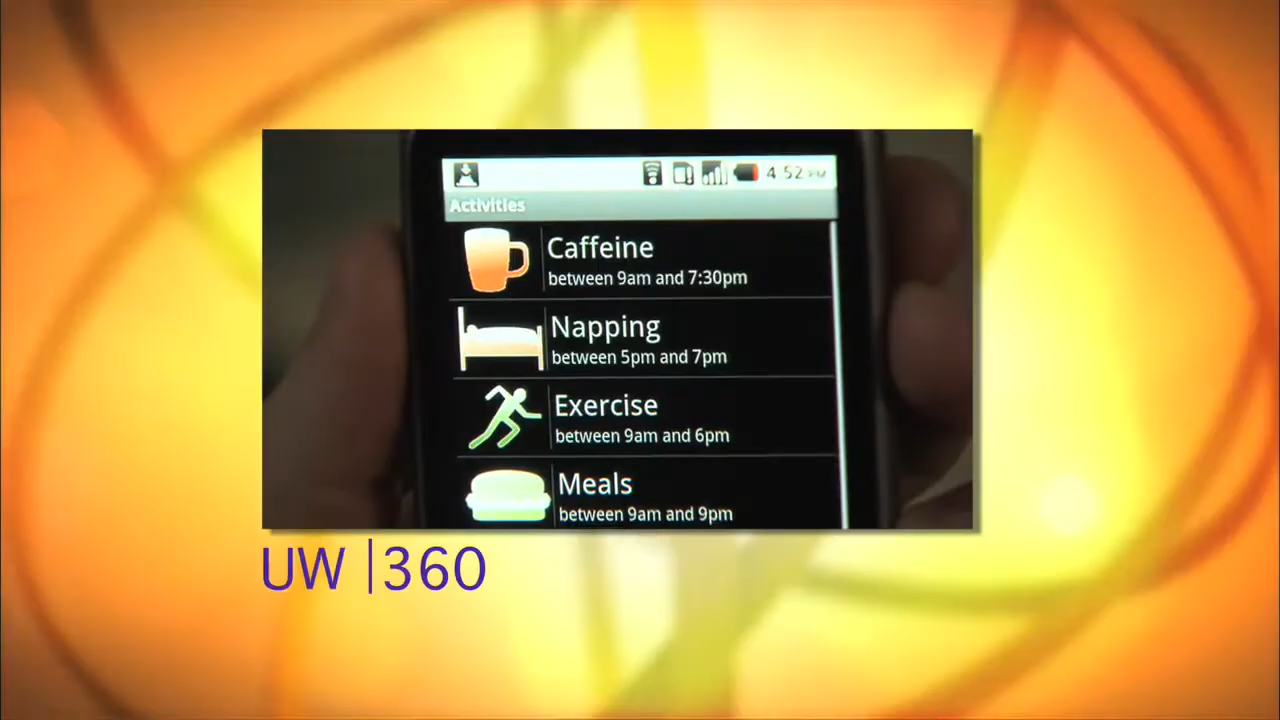 4:52 PM
Activities
Caffeine
between 9am and 7:30pm
Napping
between 5pm and 7pm
Exercise
between 9am and 6pm
Meals
between 9am and 9pm
UW | 360